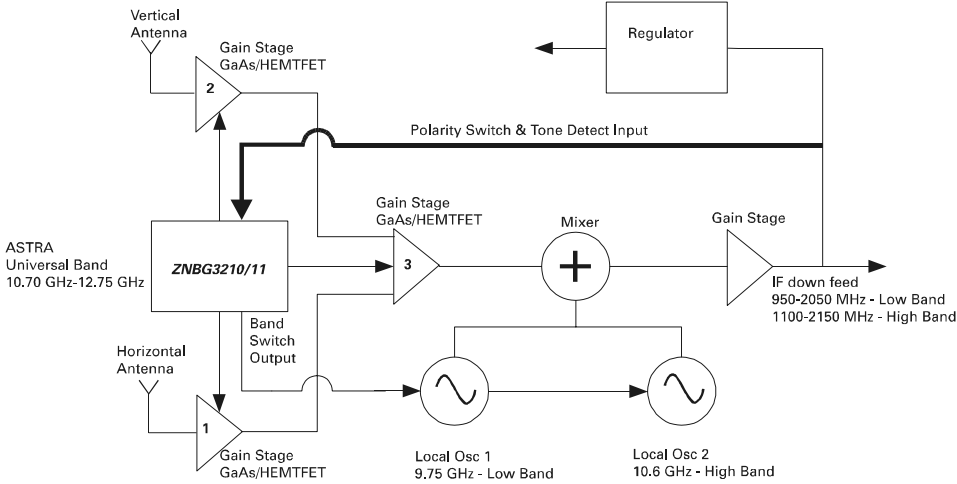 Vertical
Antenna
Gain Stage
GaAs/HEMTFET
2
Regulator
Polarity Switch & Tone Detect Input
Gain Stage
GaAs/HEMTFET
Mixer
Gain Stage
ASTRA
Universal Band
10.70 GHz-12.75 GHz
ZNBG3210/11
3
+
IF down feed
950-2050 MHz - Low Band
1100-2150 MHz - High Band
Band
Switch
Output
Horizontal
Antenna
1
Gain Stage
GaAs/HEMTFET
Local Osc 1
9.75 GHz - Low Band
Local Osc 2
10.6 GHz - High Band